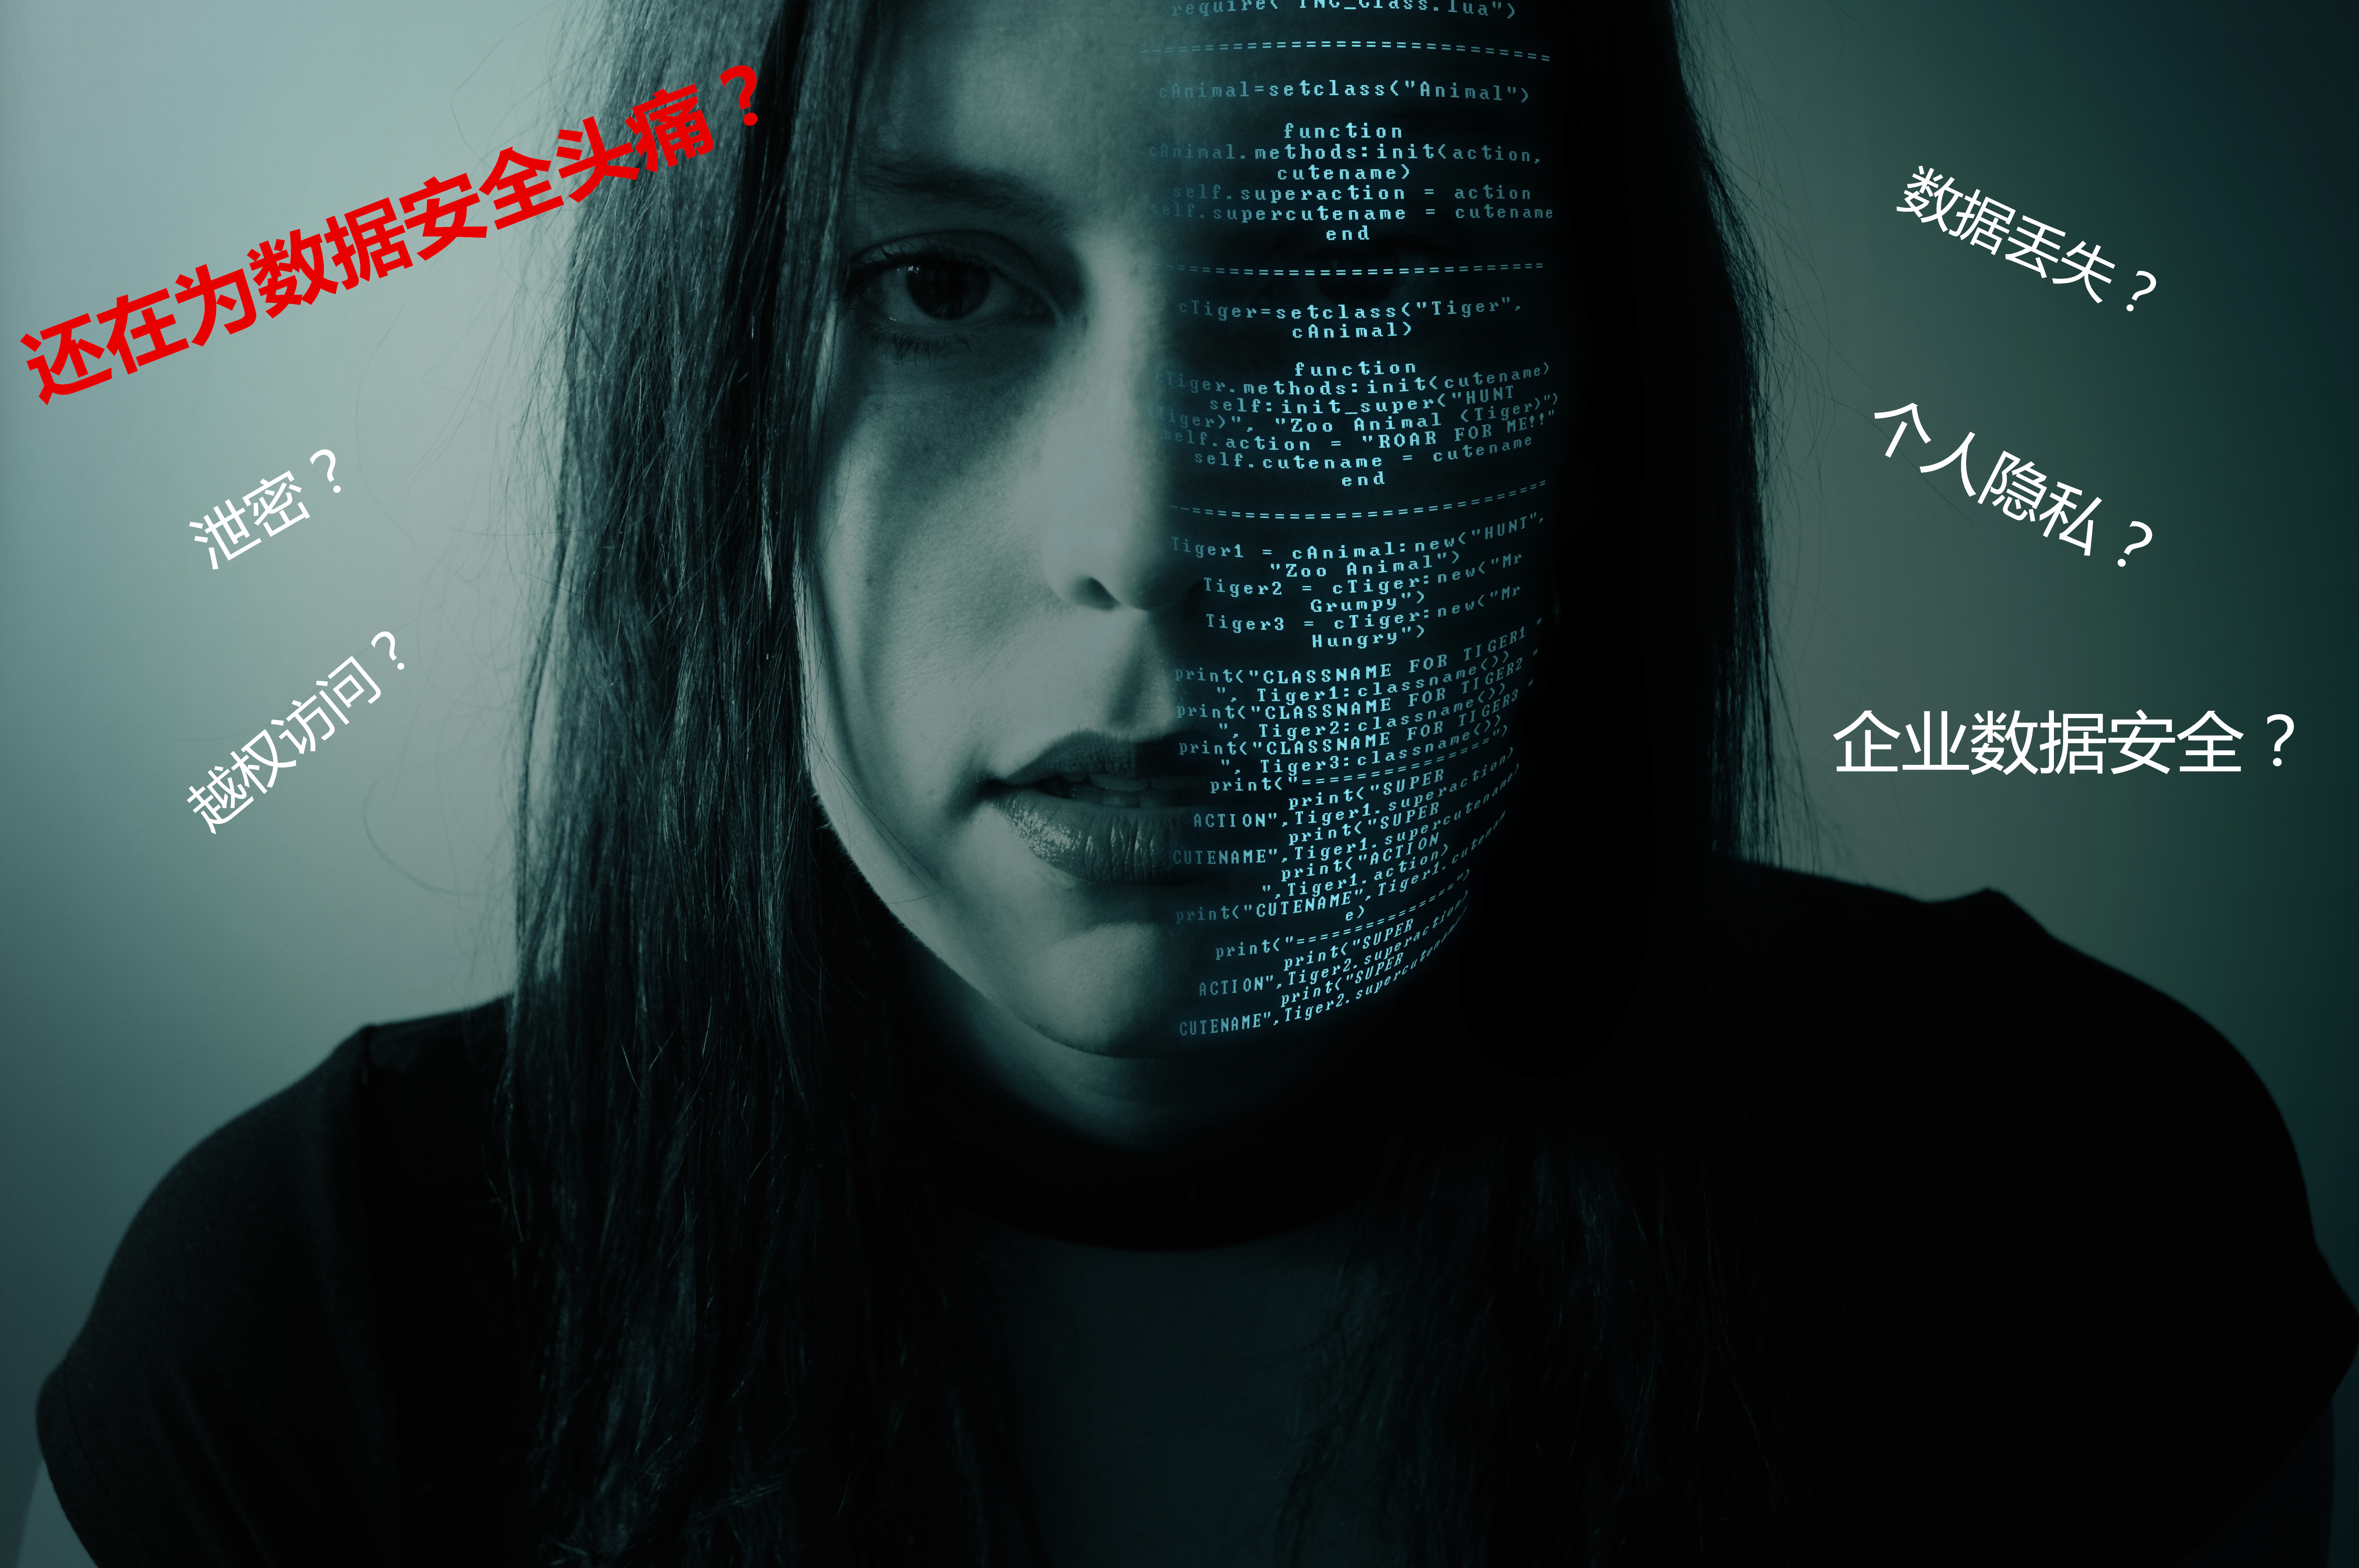 还在为数据安全头痛？
泄密？
越权访问？
数据丢失？
个人隐私？
企业数据安全？
require("TNC_Class.lua")
==============================
cAnimal=setclass("Animal")
function
cAnimal.methods:init(action,
cutename)
self.superaction = action
self.supercutename = cutename
end
==============================
cTiger=setclass("Tiger",
cAnimal)
function
cTiger.methods:init(cutename)
self:init_super("HUNT
(Tiger)", "Zoo Animal (Tiger)")
self.action = "ROAR FOR ME!!"
self.cutename = cutename
end
==============================
Tiger1 = cAnimal:new("HUNT",
"Zoo Animal")
Tiger2 = cTiger:new("Mr
Grumpy")
Tiger3 = cTiger:new("Mr
Hungry")
print("CLASSNAME FOR TIGER1 =
", Tiger1:classname())
print("CLASSNAME FOR TIGER2 =
", Tiger2:classname())
print("CLASSNAME FOR TIGER3 =
", Tiger3:classname())
print("===============")
print("SUPER
ACTION",Tiger1.superaction)
print("SUPER
CUTENAME",Tiger1.supercutename)
print("ACTION
",Tiger1.action)
print("CUTENAME",Tiger1.cutenam
e)
print("===============")
print("SUPER
ACTION",Tiger2.superaction)
print("SUPER
CUTENAME",Tiger2.supercutename)